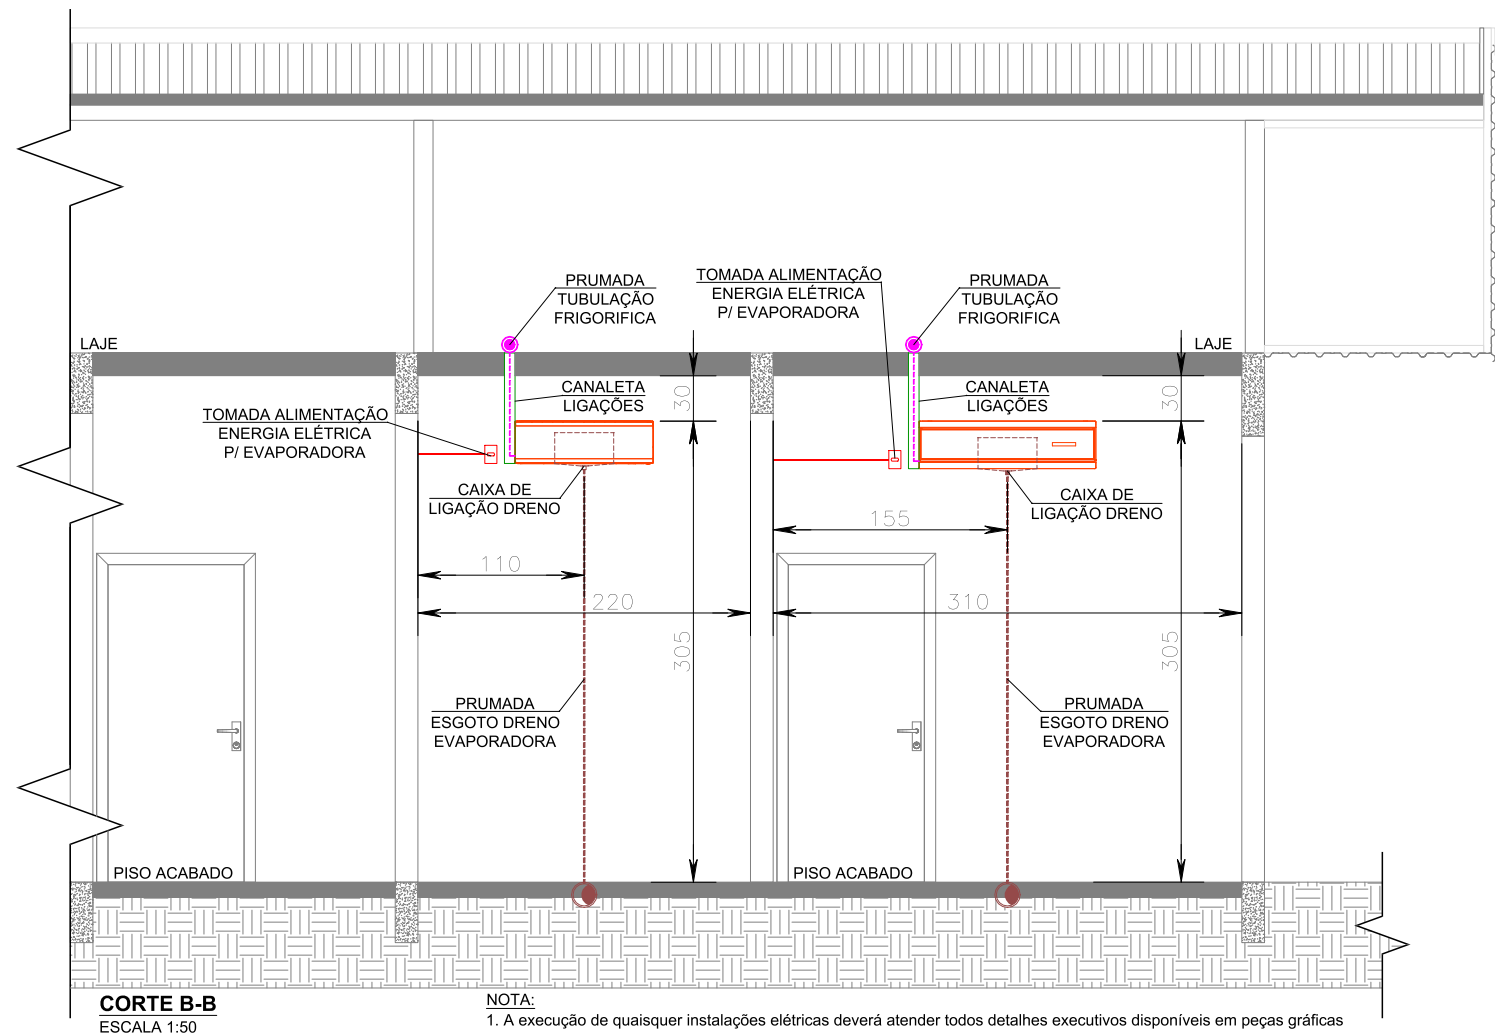 PRUMADA
TUBULAÇÃO
FRIGORIFICA
TOMADA ALIMENTAÇÃO
ENERGIA ELÉTRICA
P/ EVAPORADORA
PRUMADA
TUBULAÇÃO
FRIGORIFICA
LAJE
LAJE
CANALETA
LIGAÇÕES
30
CANALETA
LIGAÇÕES
30
TOMADA ALIMENTAÇÃO
ENERGIA ELÉTRICA
P/ EVAPORADORA
CAIXA DE
LIGAÇÃO DRENO
CAIXA DE
LIGAÇÃO DRENO
155
110
220
310
305
305
PRUMADA
ESGOTO DRENO
EVAPORADORA
PRUMADA
ESGOTO DRENO
EVAPORADORA
PISO ACABADO
PISO ACABADO
CORTE B-B
ESCALA 1:50
NOTA:
1. A execução de quaisquer instalações elétricas deverá atender todos detalhes executivos disponíveis em peças gráficas